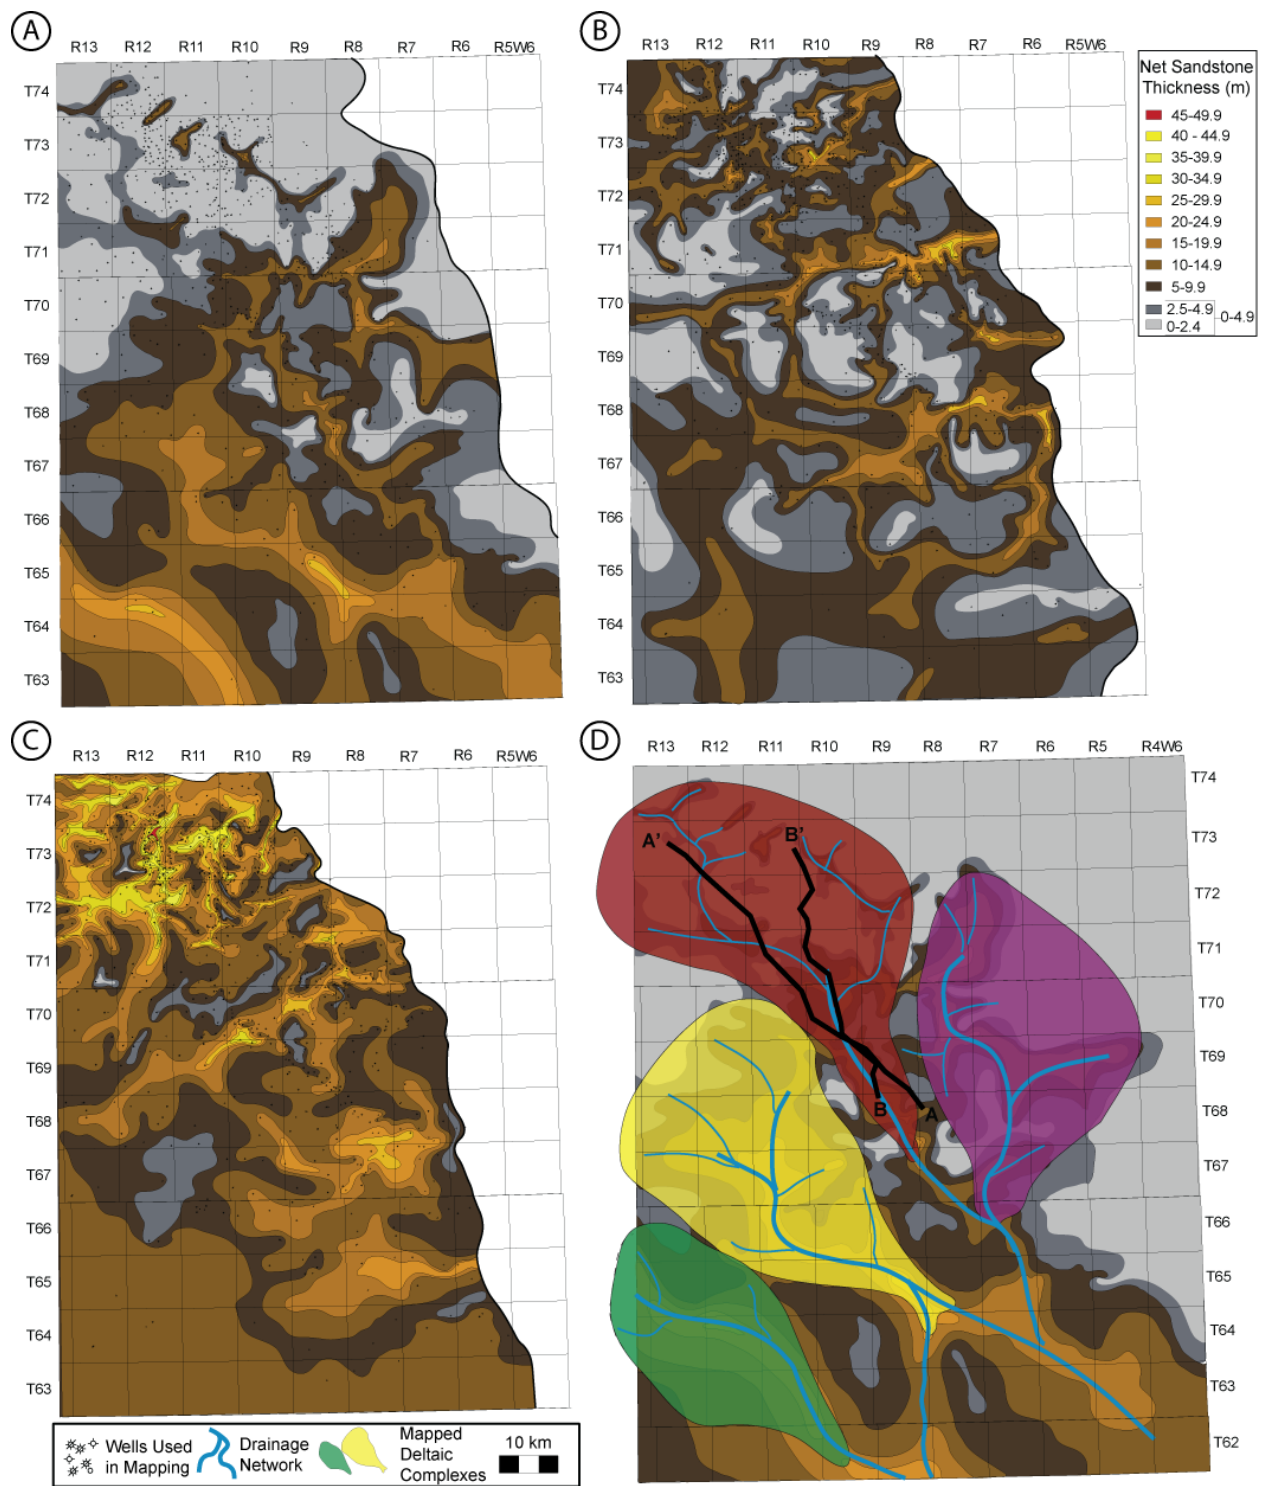 A
R13 R12 R11 R10 R9 R8 R7 R6 R5W6
T74
T73
T72
T71
T70
T69
T68
T67
T66
T65
T64
T63
B
R13 R12 R11 R10 R9 R8 R7 R6 R5W6
T74
T73
T72
T71
T70
T69
T68
T67
T66
T65
T64
T63
Net Sandstone
Thickness (m)
45-49.9
40 - 44.9
35-39.9
30-34.9
25-29.9
20-24.9
15-19.9
10-14.9
5-9.9
2.5-4.9
0-2.4
0-4.9
C
R13 R12 R11 R10 R9 R8 R7 R6 R5W6
T74
T73
T72
T71
T70
T69
T68
T67
T66
T65
T64
T63
D
R13 R12 R11 R10 R9 R8 R7 R6 R5 R4W6
T74
T73
T72
T71
T70
T69
T68
T67
T66
T65
T64
T63
T62
A'
B'
B
A
Wells Used
in Mapping
Drainage
Network
Mapped
Deltaic
Complexes
10 km